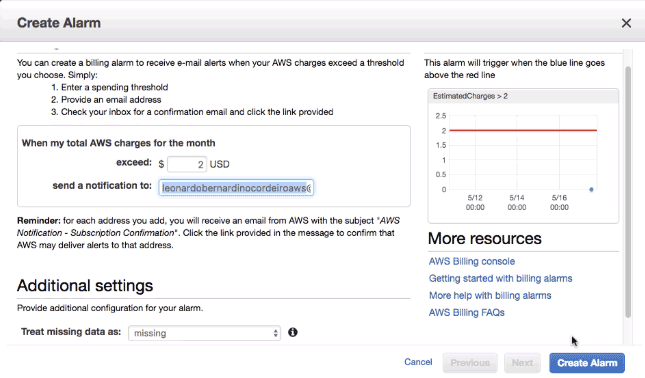 Create Alarm
You can create a billing alarm to receive e-mail alerts when your AWS charges exceed a threshold
you choose. Simply:
1. Enter a spending threshold
2. Provide an email address
3. Check your inbox for a confirmation email and click the link provided
When my total AWS charges for the month
exceed: $ 2 USD
send a notification to: leonardobernardinocordeiroaws@
Reminder: for each address you add, you will receive an email from AWS with the subject "AWS
Notification - Subscription Confirmation". Click the link provided in the message to confirm that
AWS may deliver alerts to that address.
Additional settings
Provide additional configuration for your alarm.
Treat missing data as: missing
This alarm will trigger when the blue line goes
above the red line
EstimatedCharges > 2
2.5
2
1.5
1
0.5
0
5/12 5/14 5/16
00:00 00:00 00:00
More resources
AWS Billing console
Getting started with billing alarms
More help with billing alarms
AWS Billing FAQs
Cancel Previous Next Create Alarm